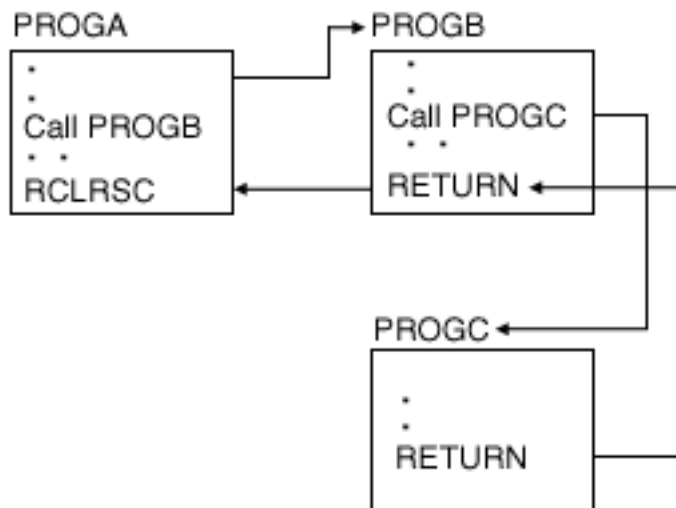 PROGA
.
.
Call PROGB
. .
RCLRSC
PROGB
.
.
Call PROGC
. .
RETURN
PROGC
.
.
RETURN